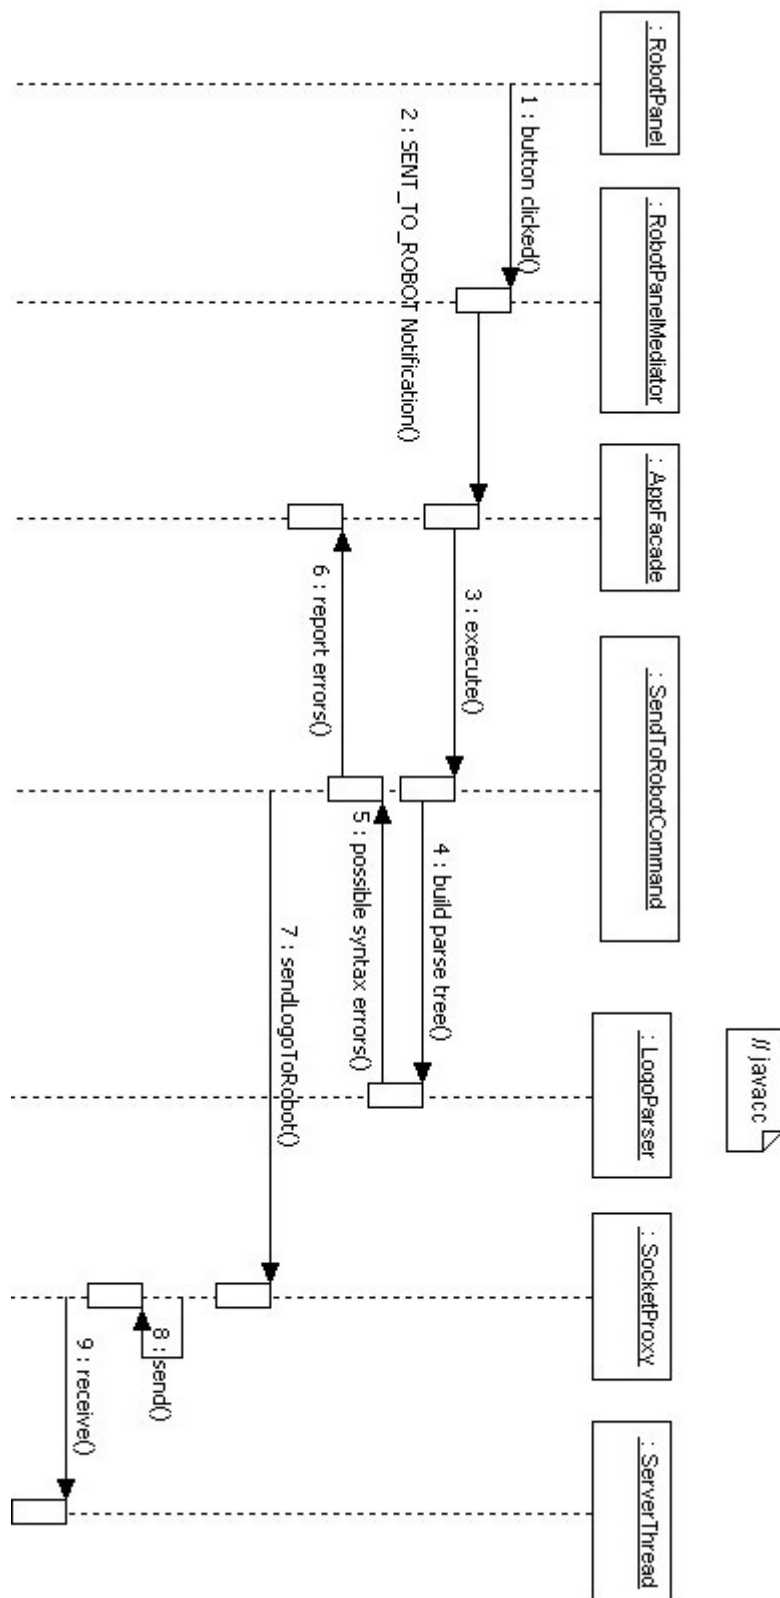 // javacc
: RobotPanel
: RobotPanelMediator
: AppFacade
: SendToRobotCommand
: LogoParser
: SocketProxy
: ServerThread
1 : button clicked()
2 : SENT_TO_ROBOT Notification()
3 : execute()
4 : build parse tree()
5 : possible syntax errors()
6 : report errors()
7 : sendLogoToRobot()
8 : send()
9 : receive()